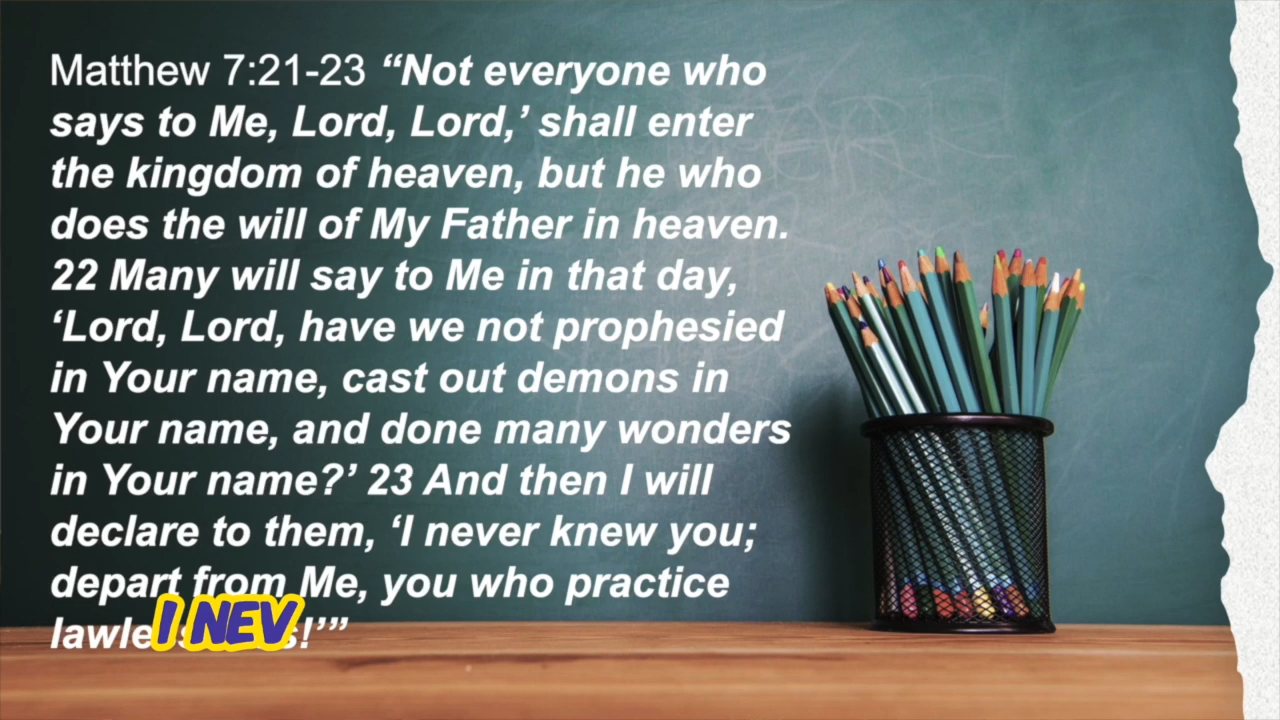 Matthew 7:21-23 “Not everyone who
says to Me, Lord, Lord,’ shall enter
the kingdom of heaven, but he who
does the will of My Father in heaven.
22 Many will say to Me in that day,
‘Lord, Lord, have we not prophesied
in Your name, cast out demons in
Your name, and done many wonders
in Your name?’ 23 And then I will
declare to them, ‘I never knew you;
depart from Me, you who practice
I NEV